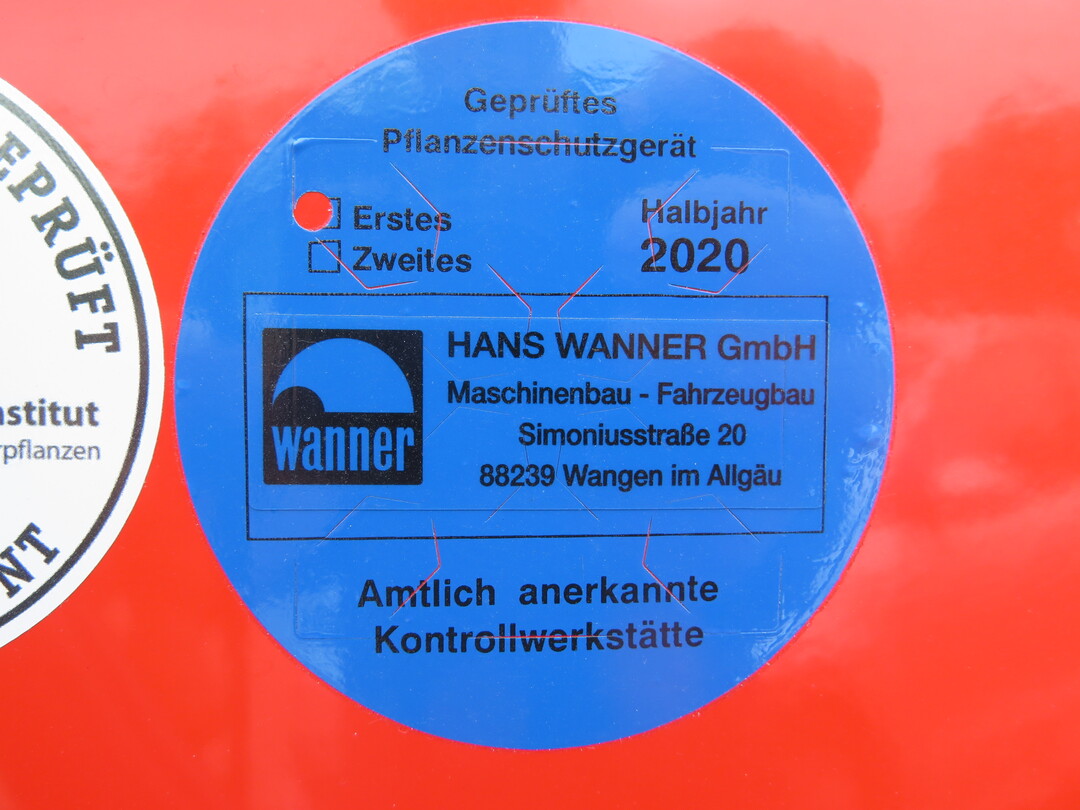 Geprüftes
Pflanzenschutzgerät
Erstes
Zweites
Halbjahr
2020
wanner
HANS WANNER GmbH
Maschinenbau - Fahrzeugbau
Simoniusstraße 20
88239 Wangen im Allgäu
Amtlich anerkannte
Kontrollwerkstätte
EPRÜFT
nstitut
rpflanzen
NT